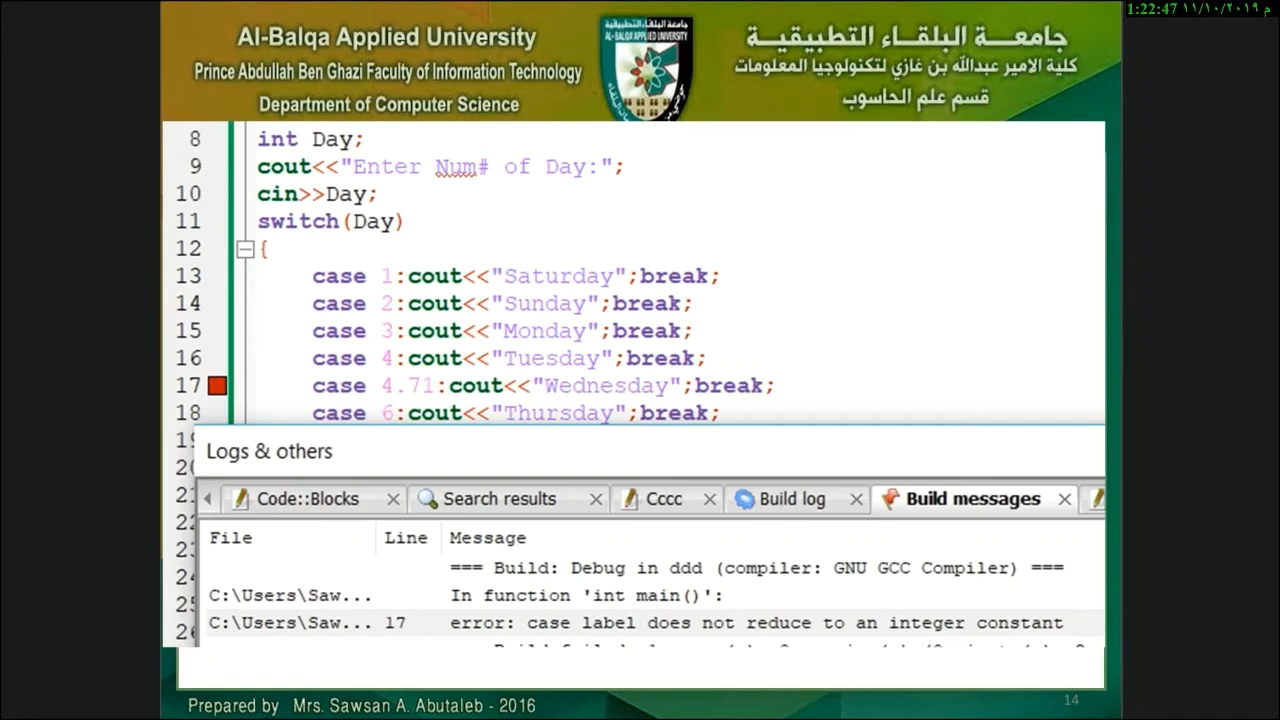 1:22:47 م ١١/١٠/٢٠١٩
Al-Balqa Applied University
Prince Abdullah Ben Ghazi Faculty of Information Technology
Department of Computer Science
جامعة البلقاء التطبيقية
AL-BALQA APPLIED UNIVERSITY
جامعـــة البلقــاء التطبيقيــة
كلية الامير عبدالله بن غازي لتكنولوجيا المعلومات
قسم علم الحاسوب
8 int Day;
9 cout<<"Enter Num# of Day:";
10 cin>>Day;
11 switch(Day)
12 {
13 case 1:cout<<"Saturday";break;
14 case 2:cout<<"Sunday";break;
15 case 3:cout<<"Monday";break;
16 case 4:cout<<"Tuesday";break;
17 case 4.71:cout<<"Wednesday";break;
18 case 6:cout<<"Thursday";break;
Logs & others
Code::Blocks Search results Cccc Build log Build messages
File Line Message
=== Build: Debug in ddd (compiler: GNU GCC Compiler) ===
C:\Users\Saw... In function 'int main()':
C:\Users\Saw... 17 error: case label does not reduce to an integer constant
Prepared by Mrs. Sawsan A. Abutaleb - 2016
14